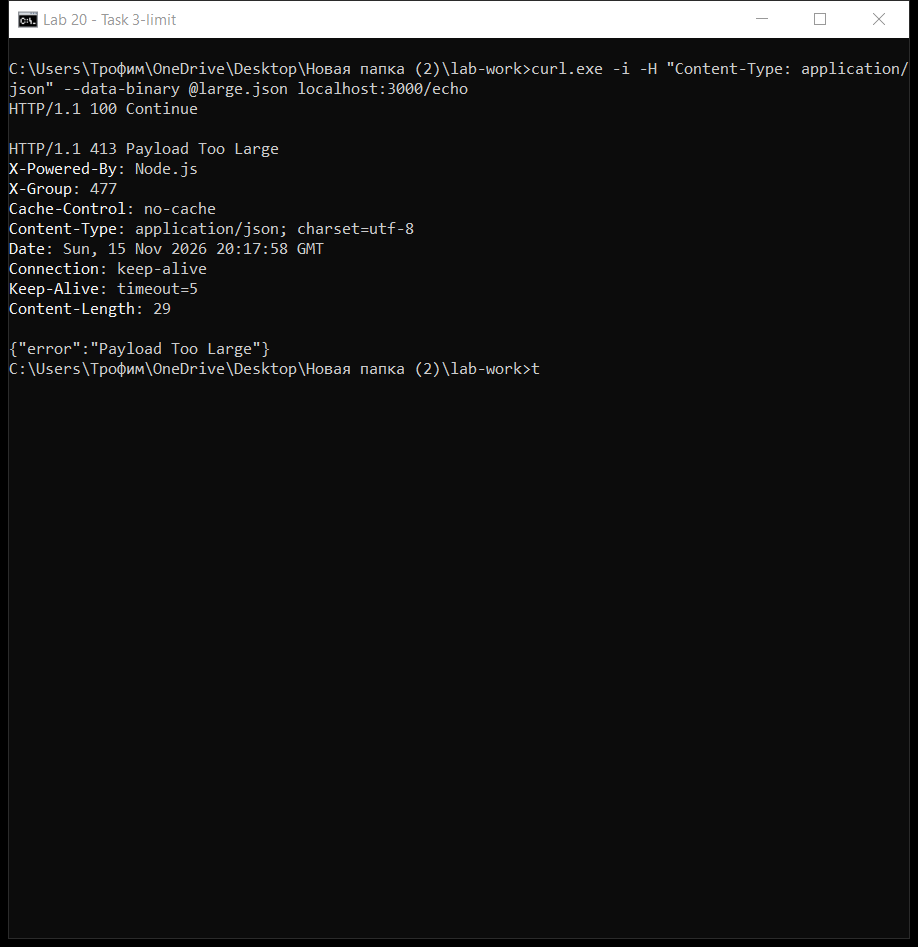 Lab 20 - Task 3-limit
C:\Users\Трофим\OneDrive\Desktop\Новая папка (2)\lab-work>curl.exe -i -H "Content-Type: application/
json" --data-binary @large.json localhost:3000/echo
HTTP/1.1 100 Continue
HTTP/1.1 413 Payload Too Large
X-Powered-By: Node.js
X-Group: 477
Cache-Control: no-cache
Content-Type: application/json; charset=utf-8
Date: Sun, 15 Nov 2026 20:17:58 GMT
Connection: keep-alive
Keep-Alive: timeout=5
Content-Length: 29
{"error":"Payload Too Large"}
C:\Users\Трофим\OneDrive\Desktop\Новая папка (2)\lab-work>t